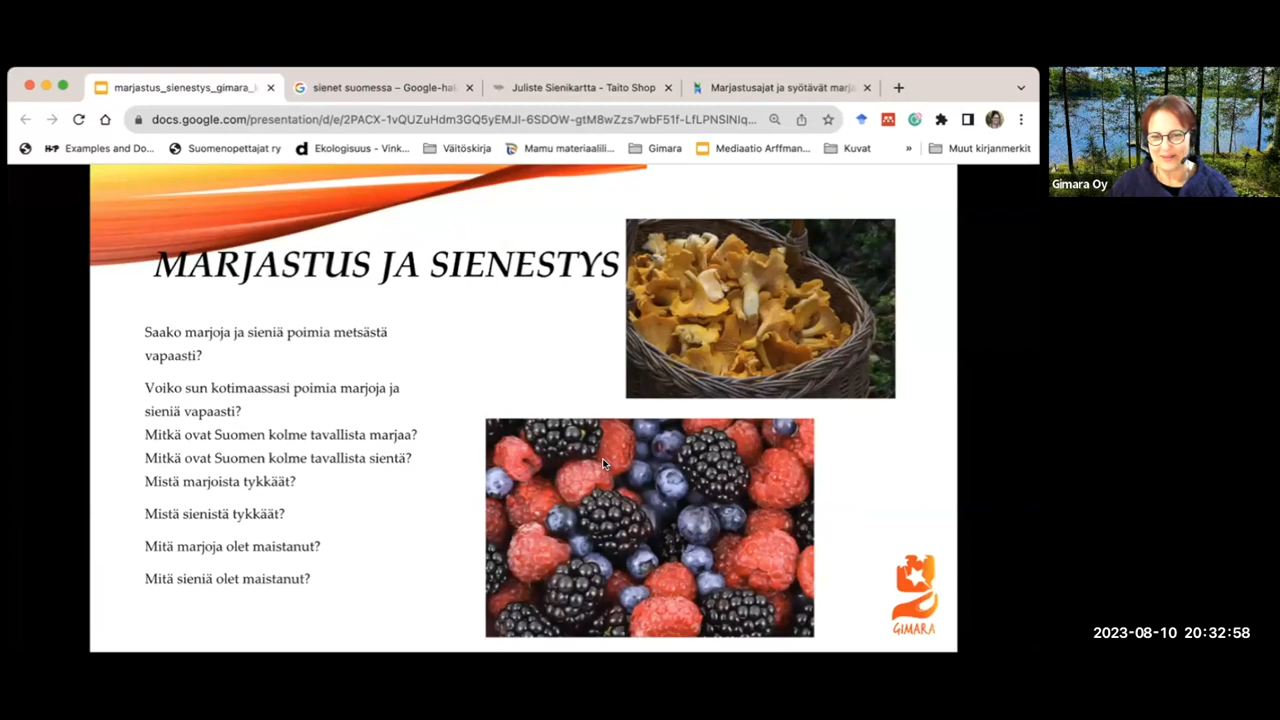 marjastus_sienestys_gimara_
sienet suomessa – Google-hal
Juliste Sienikartta - Taito Shop
Marjastusajat ja syötävät marja
docs.google.com/presentation/d/e/2PACX-1vQUZuHdm3GQ5yEMJI-6SDOW-gtM8wZzs7wbF51f-LfLPNSINIq...
Examples and Do...
Suomenopettajat ry
Ekologisuus - Vink...
Väitöskirja
Mamu materiaalil...
Gimara
Mediaatio Arffman...
Kuvat
»
Muut kirjanmerkit
Gimara Oy
MARJASTUS JA SIENESTYS
Saako marjoja ja sieniä poimia metsästä
vapaasti?
Voiko sun kotimaassasi poimia marjoja ja
sieniä vapaasti?
Mitkä ovat Suomen kolme tavallista marjaa?
Mitkä ovat Suomen kolme tavallista sientä?
Mistä marjoista tykkäät?
Mistä sienistä tykkäät?
Mitä marjoja olet maistanut?
Mitä sieniä olet maistanut?
GIMARA
2023-08-10 20:32:58